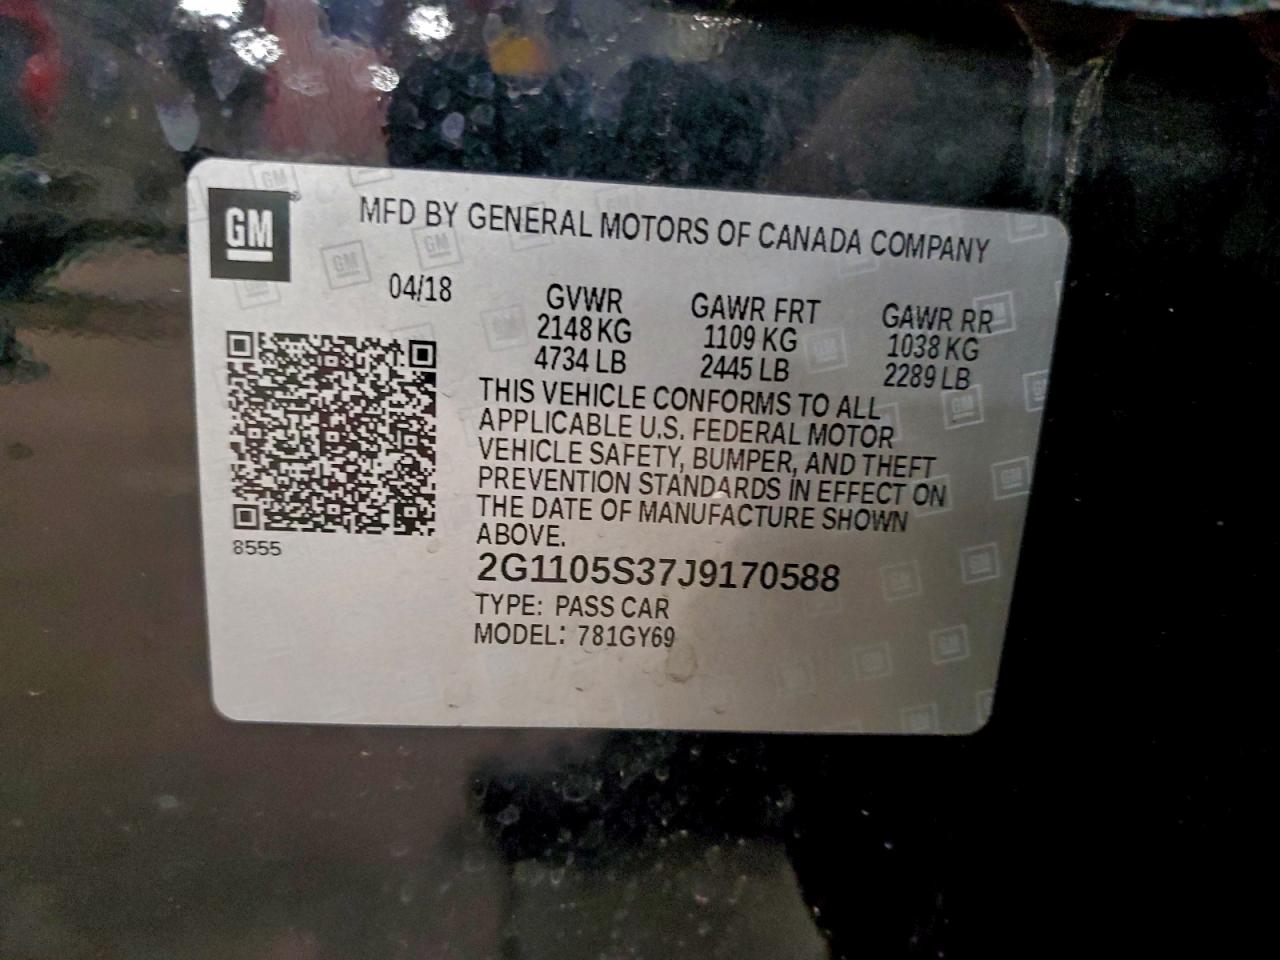 GM
MFD BY GENERAL MOTORS OF CANADA COMPANY
04/18
GVWR
2148 KG
4734 LB
GAWR FRT
1109 KG
2445 LB
GAWR RR
1038 KG
2289 LB
THIS VEHICLE CONFORMS TO ALL
APPLICABLE U.S. FEDERAL MOTOR
VEHICLE SAFETY, BUMPER, AND THEFT
PREVENTION STANDARDS IN EFFECT ON
THE DATE OF MANUFACTURE SHOWN
ABOVE.
8555
2G1105S37J9170588
TYPE: PASS CAR
MODEL: 781GY69